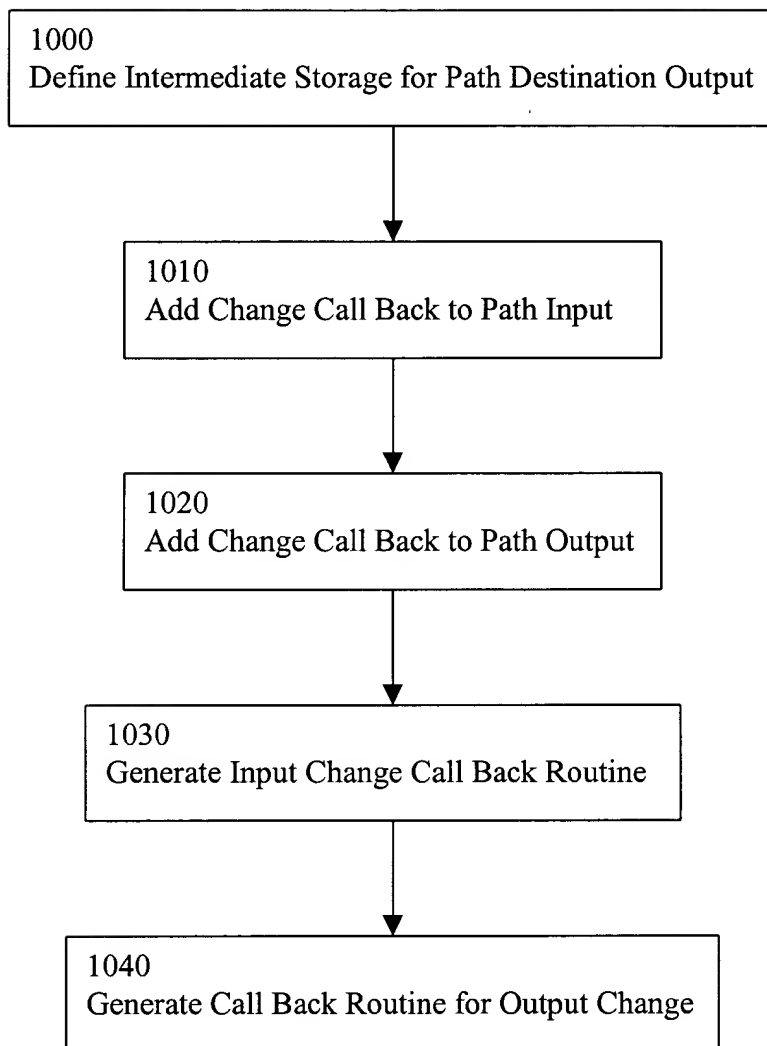 1000
Define Intermediate Storage for Path Destination Output
1010
Add Change Call Back to Path Input
1020
Add Change Call Back to Path Output
1030
Generate Input Change Call Back Routine
1040
Generate Call Back Routine for Output Change